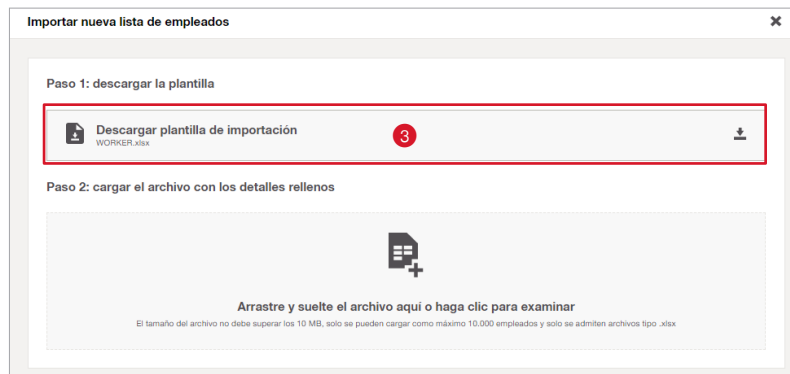 Importar nueva lista de empleados
Paso 1: descargar la plantilla
Descargar plantilla de importación
WORKER.xlsx
3
Paso 2: cargar el archivo con los detalles rellenos
Arrastre y suelte el archivo aquí o haga clic para examinar
El tamaño del archivo no debe superar los 10 MB, solo se pueden cargar como máximo 10.000 empleados y solo se admiten archivos tipo .xlsx